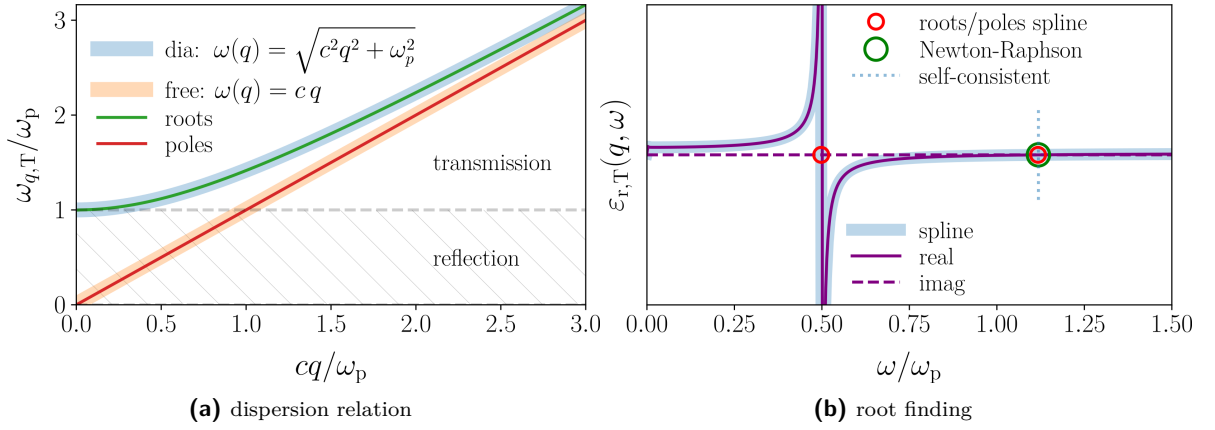 dia: ω(q) = √(c²q² + ωₚ²)
free: ω(q) = c q
roots
poles
transmission
reflection
ω_{q,T}/ω_p
0
1
2
3
0.0
0.5
1.0
1.5
2.0
2.5
3.0
cq/ω_p
(a) dispersion relation
roots/poles spline
Newton-Raphson
self-consistent
spline
real
imag
ε_{r,T}(q, ω)
0.00
0.25
0.50
0.75
1.00
1.25
1.50
ω/ω_p
(b) root finding